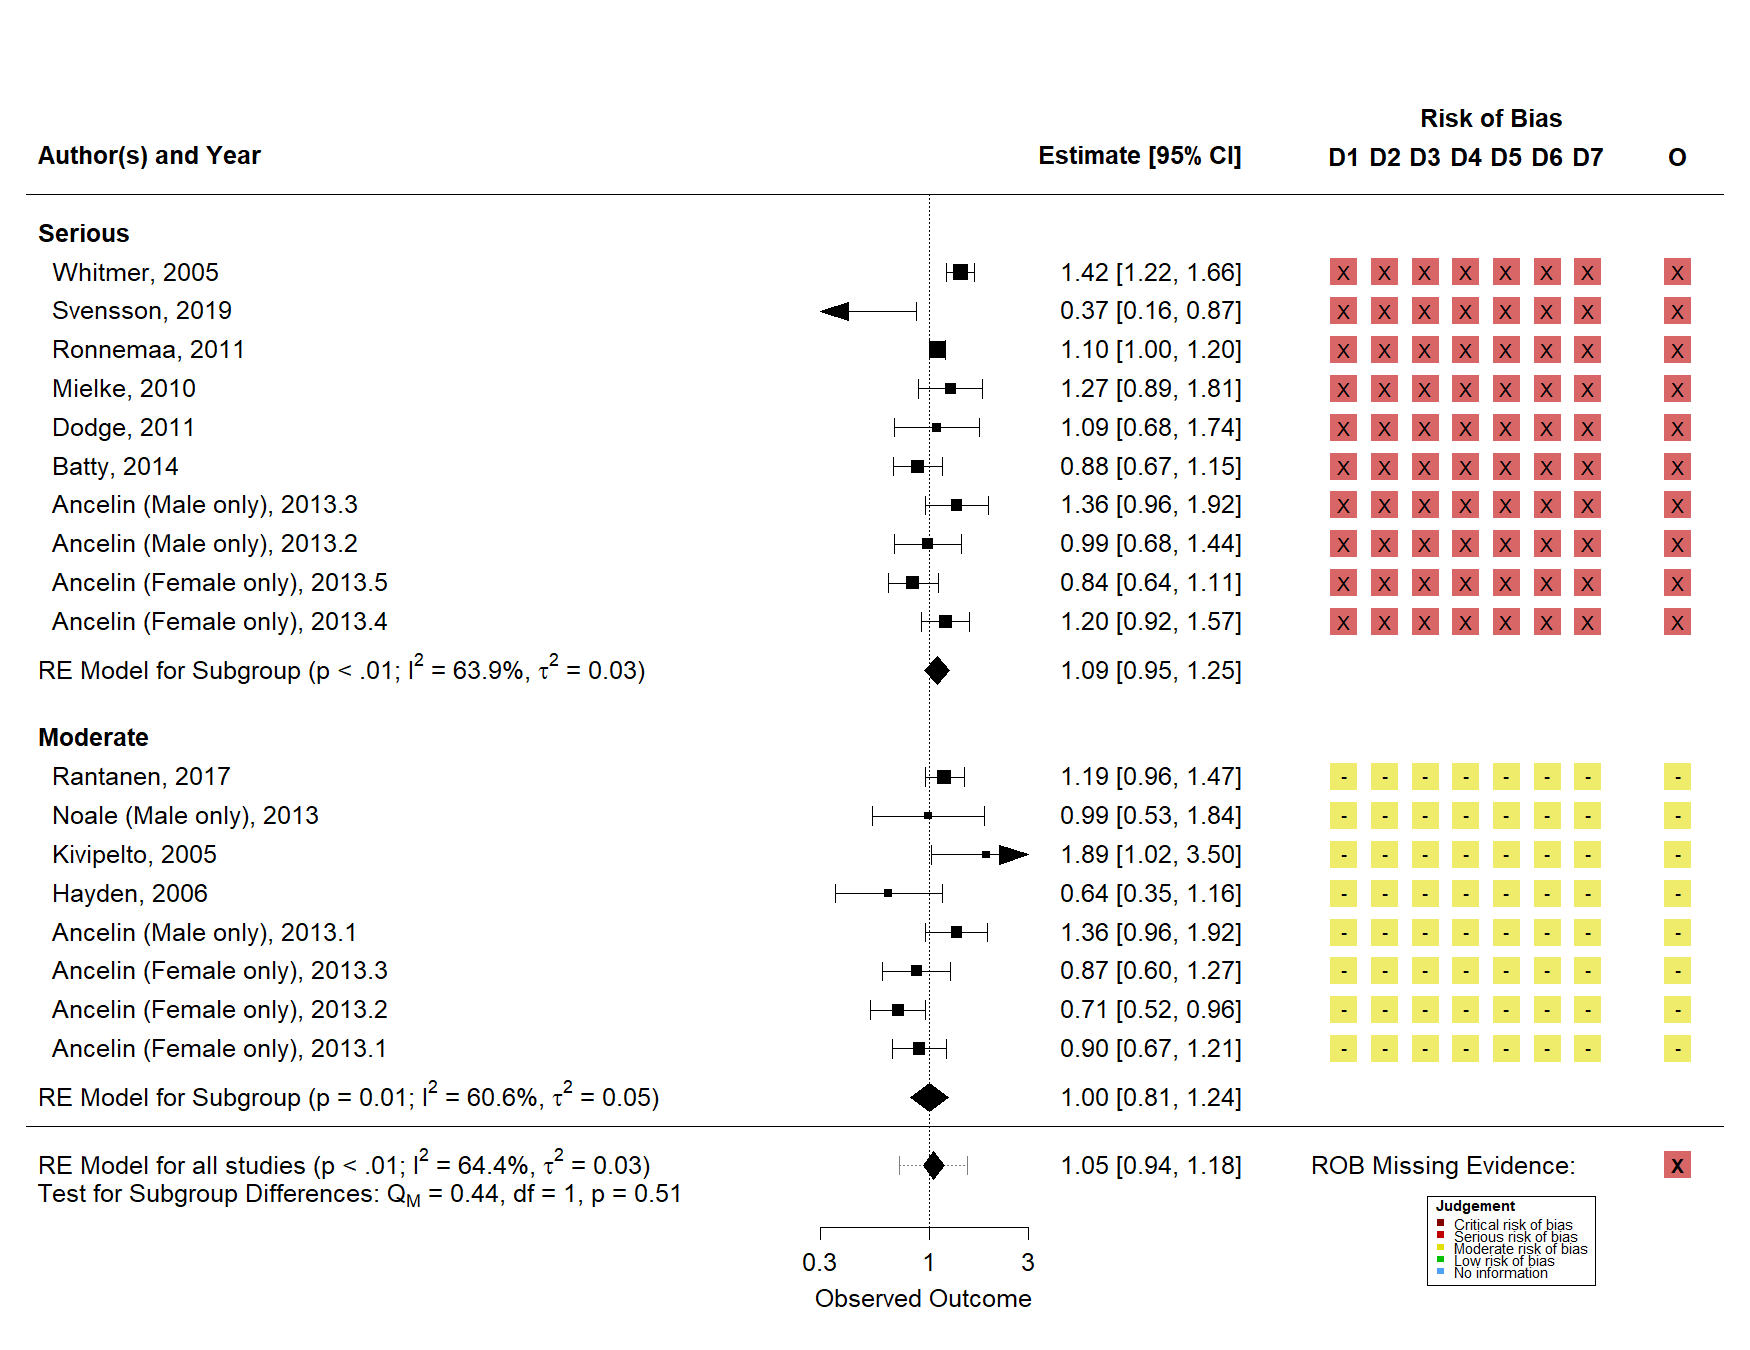 Risk of Bias
Author(s) and Year Estimate [95% CI] D1 D2 D3 D4 D5 D6 D7 O
Serious
Whitmer, 2005 1.42 [1.22, 1.66] X X X X X X X X
Svensson, 2019 0.37 [0.16, 0.87] X X X X X X X X
Ronnemaa, 2011 1.10 [1.00, 1.20] X X X X X X X X
Mielke, 2010 1.27 [0.89, 1.81] X X X X X X X X
Dodge, 2011 1.09 [0.68, 1.74] X X X X X X X X
Batty, 2014 0.88 [0.67, 1.15] X X X X X X X X
Ancelin (Male only), 2013.3 1.36 [0.96, 1.92] X X X X X X X X
Ancelin (Male only), 2013.2 0.99 [0.68, 1.44] X X X X X X X X
Ancelin (Female only), 2013.5 0.84 [0.64, 1.11] X X X X X X X X
Ancelin (Female only), 2013.4 1.20 [0.92, 1.57] X X X X X X X X
RE Model for Subgroup (p < .01; I² = 63.9%, τ² = 0.03) 1.09 [0.95, 1.25]
Moderate
Rantanen, 2017 1.19 [0.96, 1.47] - - - - - - - -
Noale (Male only), 2013 0.99 [0.53, 1.84] - - - - - - - -
Kivipelto, 2005 1.89 [1.02, 3.50] - - - - - - - -
Hayden, 2006 0.64 [0.35, 1.16] - - - - - - - -
Ancelin (Male only), 2013.1 1.36 [0.96, 1.92] - - - - - - - -
Ancelin (Female only), 2013.3 0.87 [0.60, 1.27] - - - - - - - -
Ancelin (Female only), 2013.2 0.71 [0.52, 0.96] - - - - - - - -
Ancelin (Female only), 2013.1 0.90 [0.67, 1.21] - - - - - - - -
RE Model for Subgroup (p = 0.01; I² = 60.6%, τ² = 0.05) 1.00 [0.81, 1.24]
RE Model for all studies (p < .01; I² = 64.4%, τ² = 0.03) 1.05 [0.94, 1.18] ROB Missing Evidence: X
Test for Subgroup Differences: Q_M = 0.44, df = 1, p = 0.51
Judgement
Critical risk of bias
Serious risk of bias
Moderate risk of bias
Low risk of bias
No information
0.3 1 3
Observed Outcome